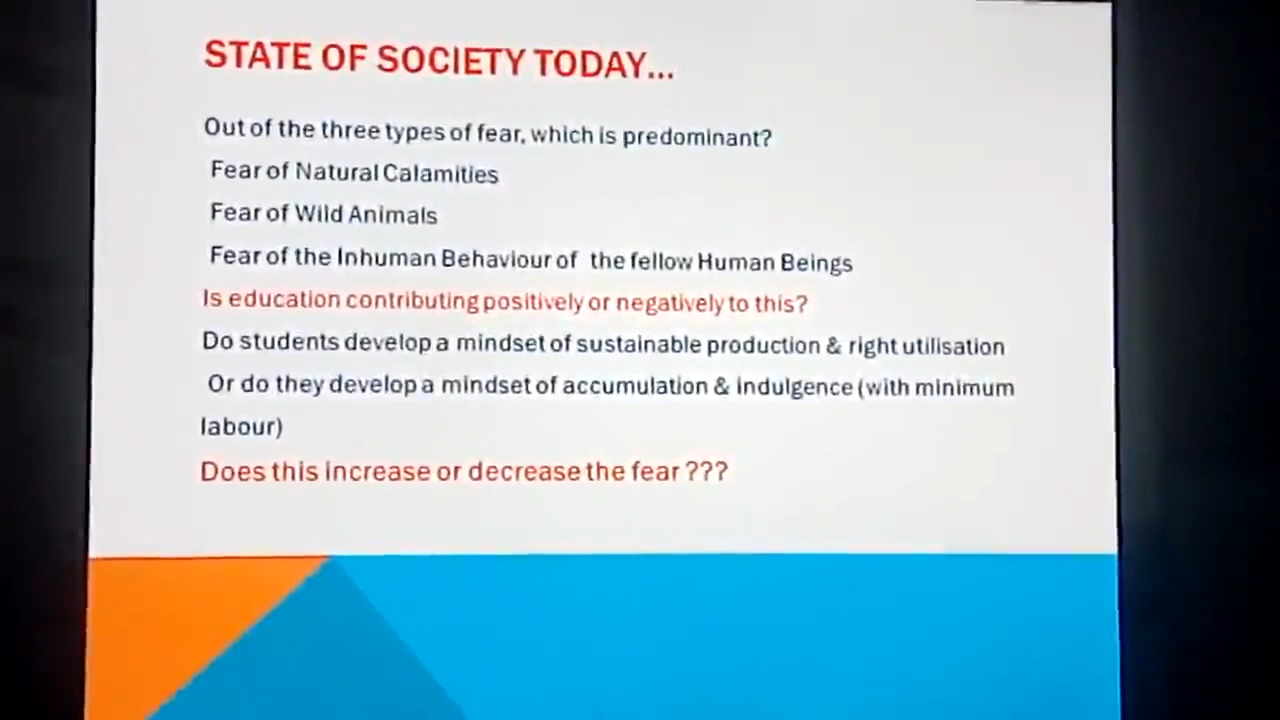 STATE OF SOCIETY TODAY...
Out of the three types of fear, which is predominant?
Fear of Natural Calamities
Fear of Wild Animals
Fear of the Inhuman Behaviour of the fellow Human Beings
Is education contributing positively or negatively to this?
Do students develop a mindset of sustainable production & right utilisation
Or do they develop a mindset of accumulation & indulgence (with minimum
labour)
Does this increase or decrease the fear ???